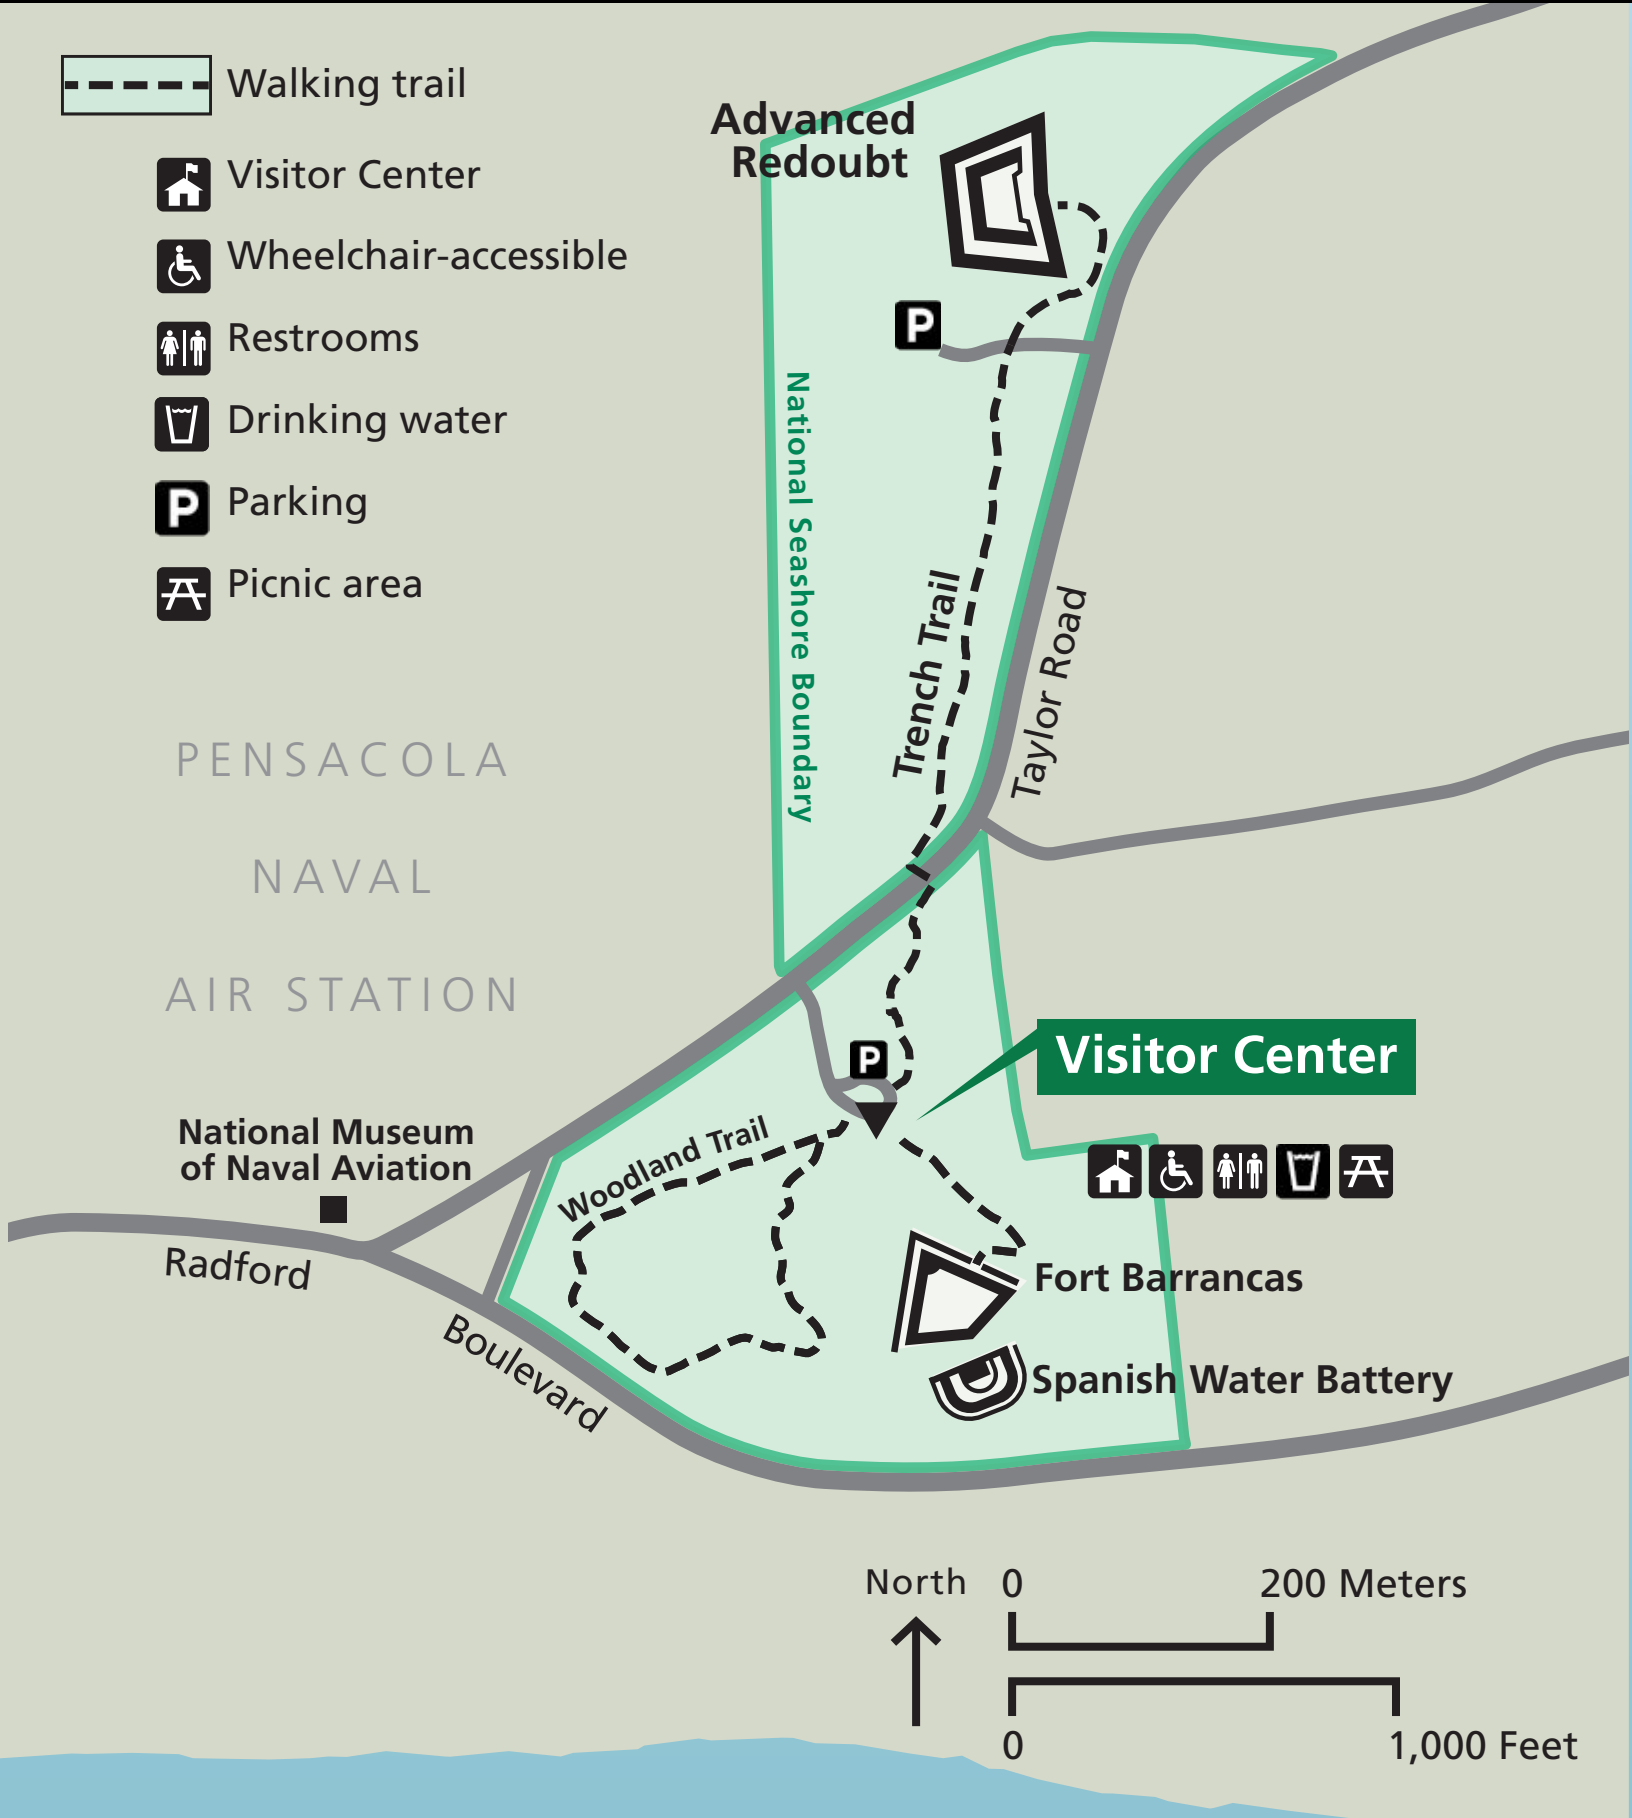 Walking trail
Visitor Center
Wheelchair-accessible
Restrooms
Drinking water
P
Parking
Picnic area
Advanced
Redoubt
P
National Seashore Boundary
Trench Trail
Taylor Road
PENSACOLA
NAVAL
AIR STATION
Visitor Center
P
National Museum
of Naval Aviation
Woodland Trail
Radford
Boulevard
Fort Barrancas
Spanish Water Battery
North
0
200 Meters
0
1,000 Feet